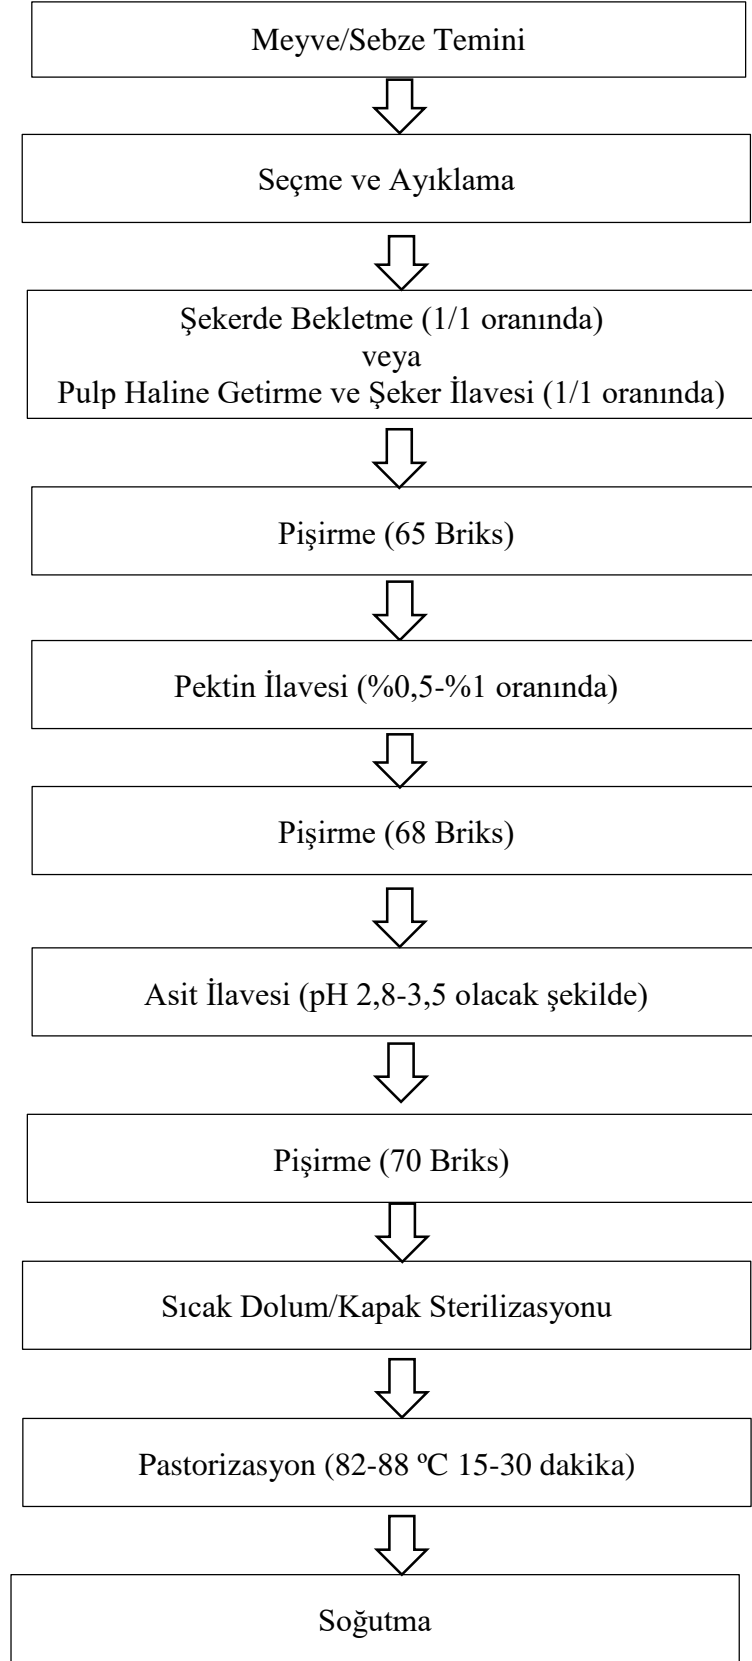 Meyve/Sebze Temini
Seçme ve Ayıklama
Şekerde Bekletme (1/1 oranında)
veya
Pulp Haline Getirme ve Şeker İlavesi (1/1 oranında)
Pişirme (65 Briks)
Pektin İlavesi (%0,5-%1 oranında)
Pişirme (68 Briks)
Asit İlavesi (pH 2,8-3,5 olacak şekilde)
Pişirme (70 Briks)
Sıcak Dolum/Kapak Sterilizasyonu
Pastorizasyon (82-88 ºC 15-30 dakika)
Soğutma